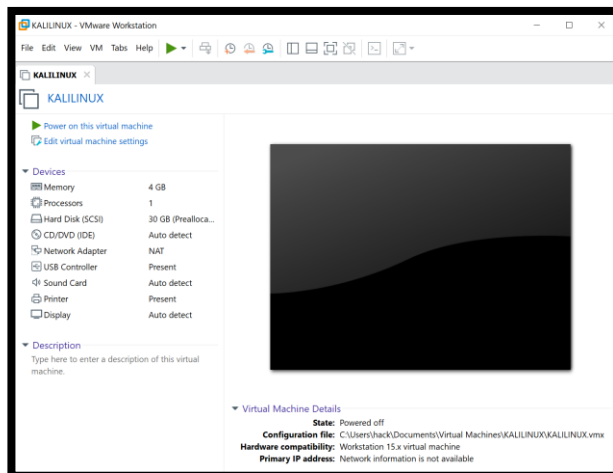 KALILINUX - VMware Workstation
File Edit View VM Tabs Help
KALILINUX
KALILINUX
Power on this virtual machine
Edit virtual machine settings
Devices
Memory 4 GB
Processors 1
Hard Disk (SCSI) 30 GB (Prealloca...
CD/DVD (IDE) Auto detect
Network Adapter NAT
USB Controller Present
Sound Card Auto detect
Printer Present
Display Auto detect
Description
Type here to enter a description of this virtual
machine.
Virtual Machine Details
State: Powered off
Configuration file: C:\Users\hack\Documents\Virtual Machines\KALILINUX\KALILINUX.vmx
Hardware compatibility: Workstation 15.x virtual machine
Primary IP address: Network information is not available